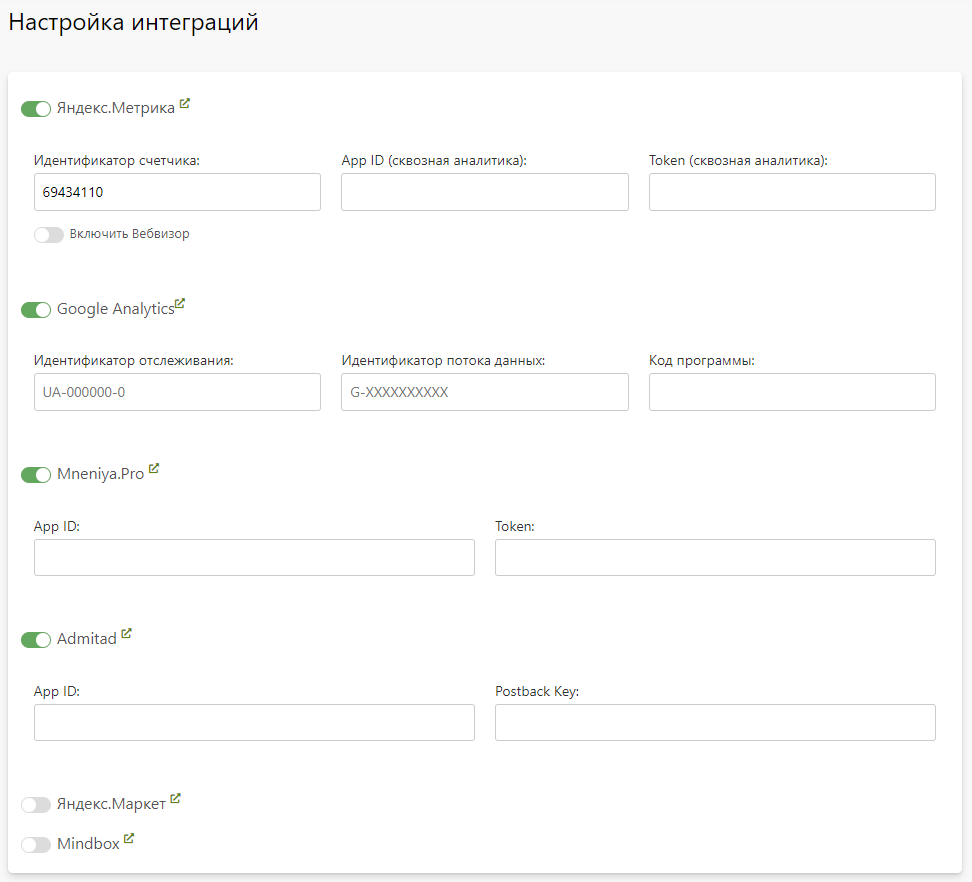 Настройка интеграций
Яндекс.Метрика
Идентификатор счетчика: App ID (сквозная аналитика): Token (сквозная аналитика):
69434110
Включить Вебвизор
Google Analytics
Идентификатор отслеживания: Идентификатор потока данных: Код программы:
UA-000000-0 G-XXXXXXXXXX
Mneniya.Pro
App ID: Token:
Admitad
App ID: Postback Key:
Яндекс.Маркет
Mindbox